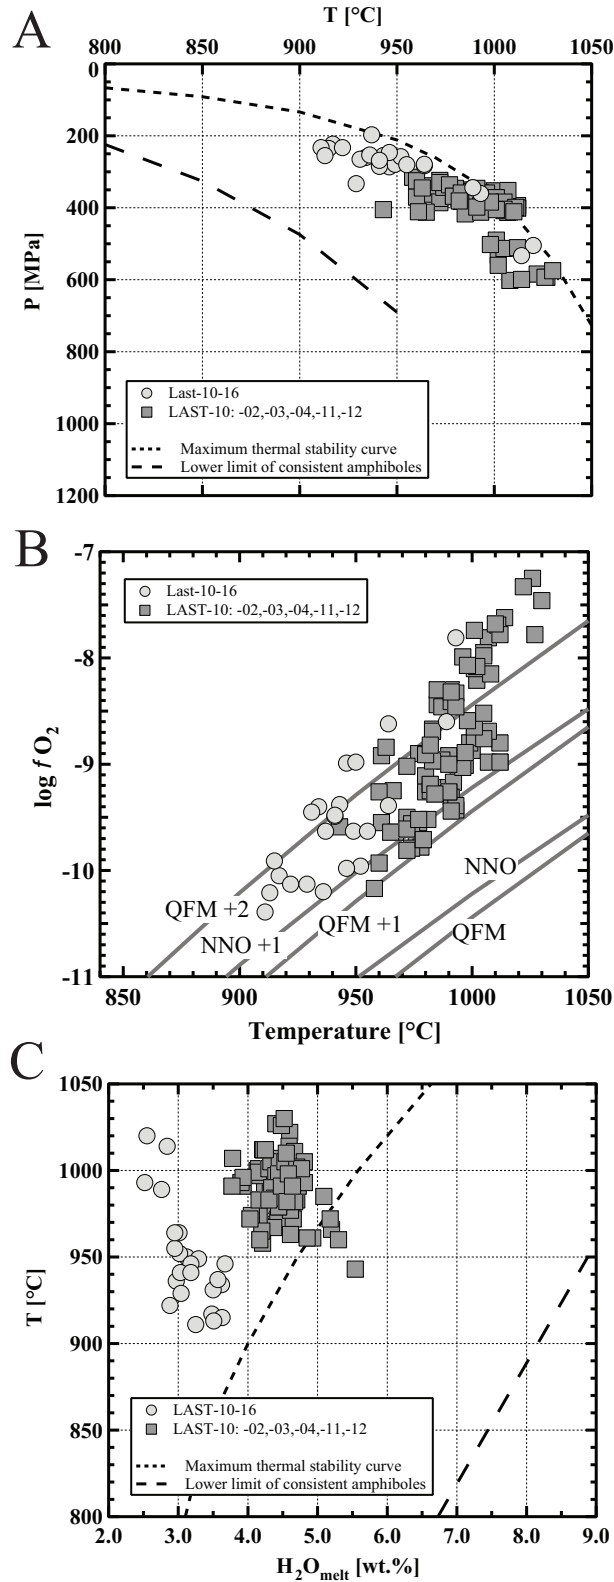 A
T [°C]
800 850 900 950 1000 1050
0
200
400
600
800
1000
1200
P [MPa]
Last-10-16
LAST-10: -02,-03,-04,-11,-12
Maximum thermal stability curve
Lower limit of consistent amphiboles
B
-7
-8
-9
-10
-11
log f O2
Last-10-16
LAST-10: -02,-03,-04,-11,-12
QFM +2
NNO +1
QFM +1
NNO
QFM
850 900 950 1000 1050
Temperature [°C]
C
1050
1000
950
900
850
800
T [°C]
LAST-10-16
LAST-10: -02,-03,-04,-11,-12
Maximum thermal stability curve
Lower limit of consistent amphiboles
2.0 3.0 4.0 5.0 6.0 7.0 8.0 9.0
H2Omelt [wt.%]